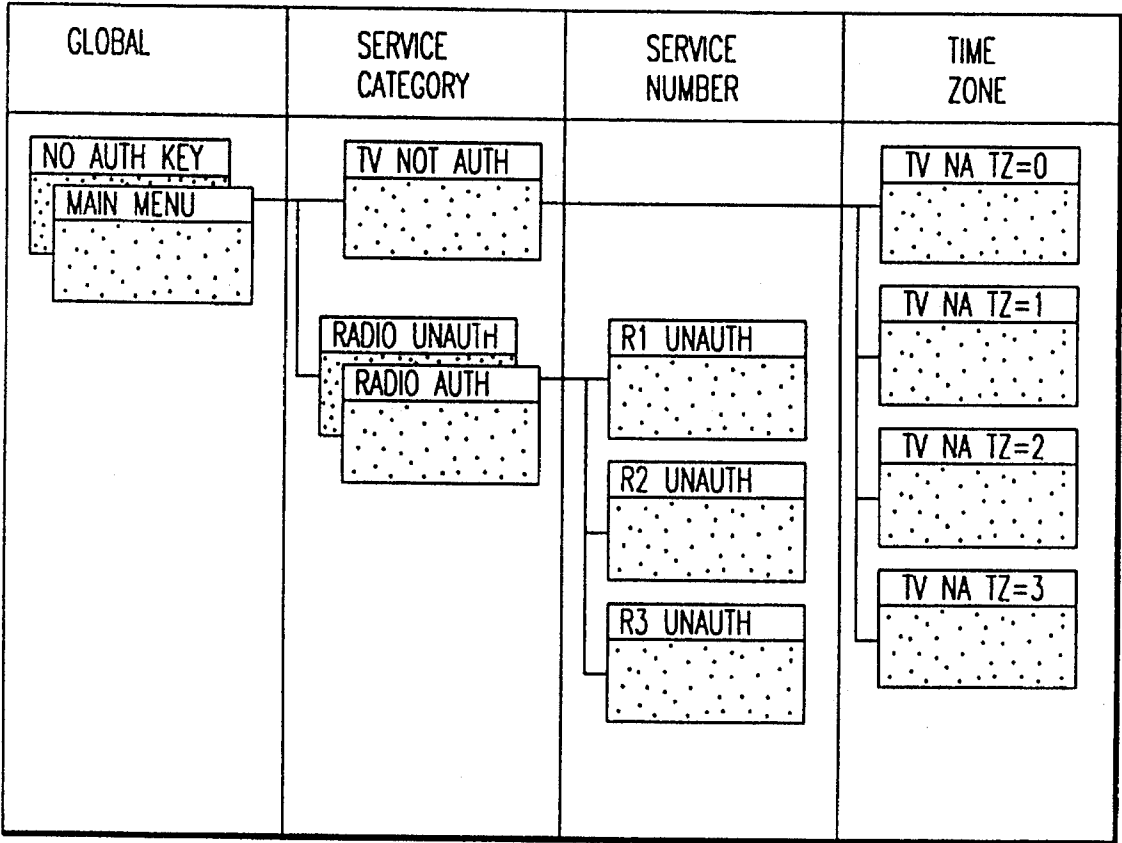 GLOBAL
SERVICE
CATEGORY
SERVICE
NUMBER
TIME
ZONE
NO AUTH KEY
MAIN MENU
TV NOT AUTH
RADIO UNAUTH
RADIO AUTH
R1 UNAUTH
R2 UNAUTH
R3 UNAUTH
TV NA TZ=0
TV NA TZ=1
TV NA TZ=2
TV NA TZ=3